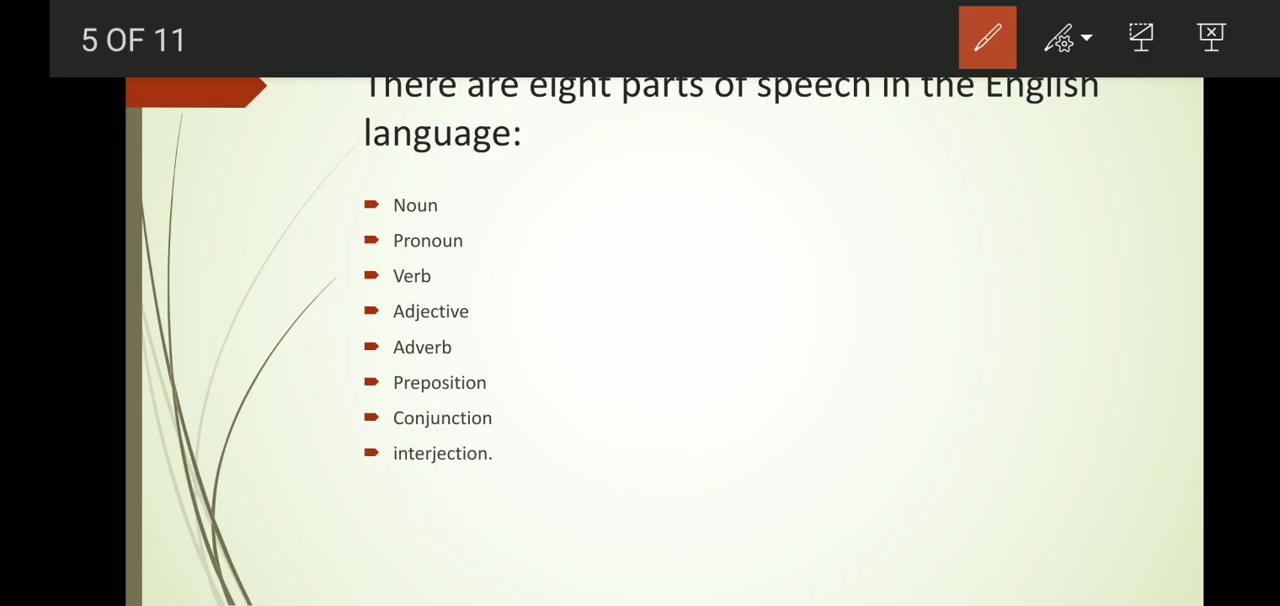 5 OF 11
There are eight parts of speech in the English
language:
Noun
Pronoun
Verb
Adjective
Adverb
Preposition
Conjunction
interjection.